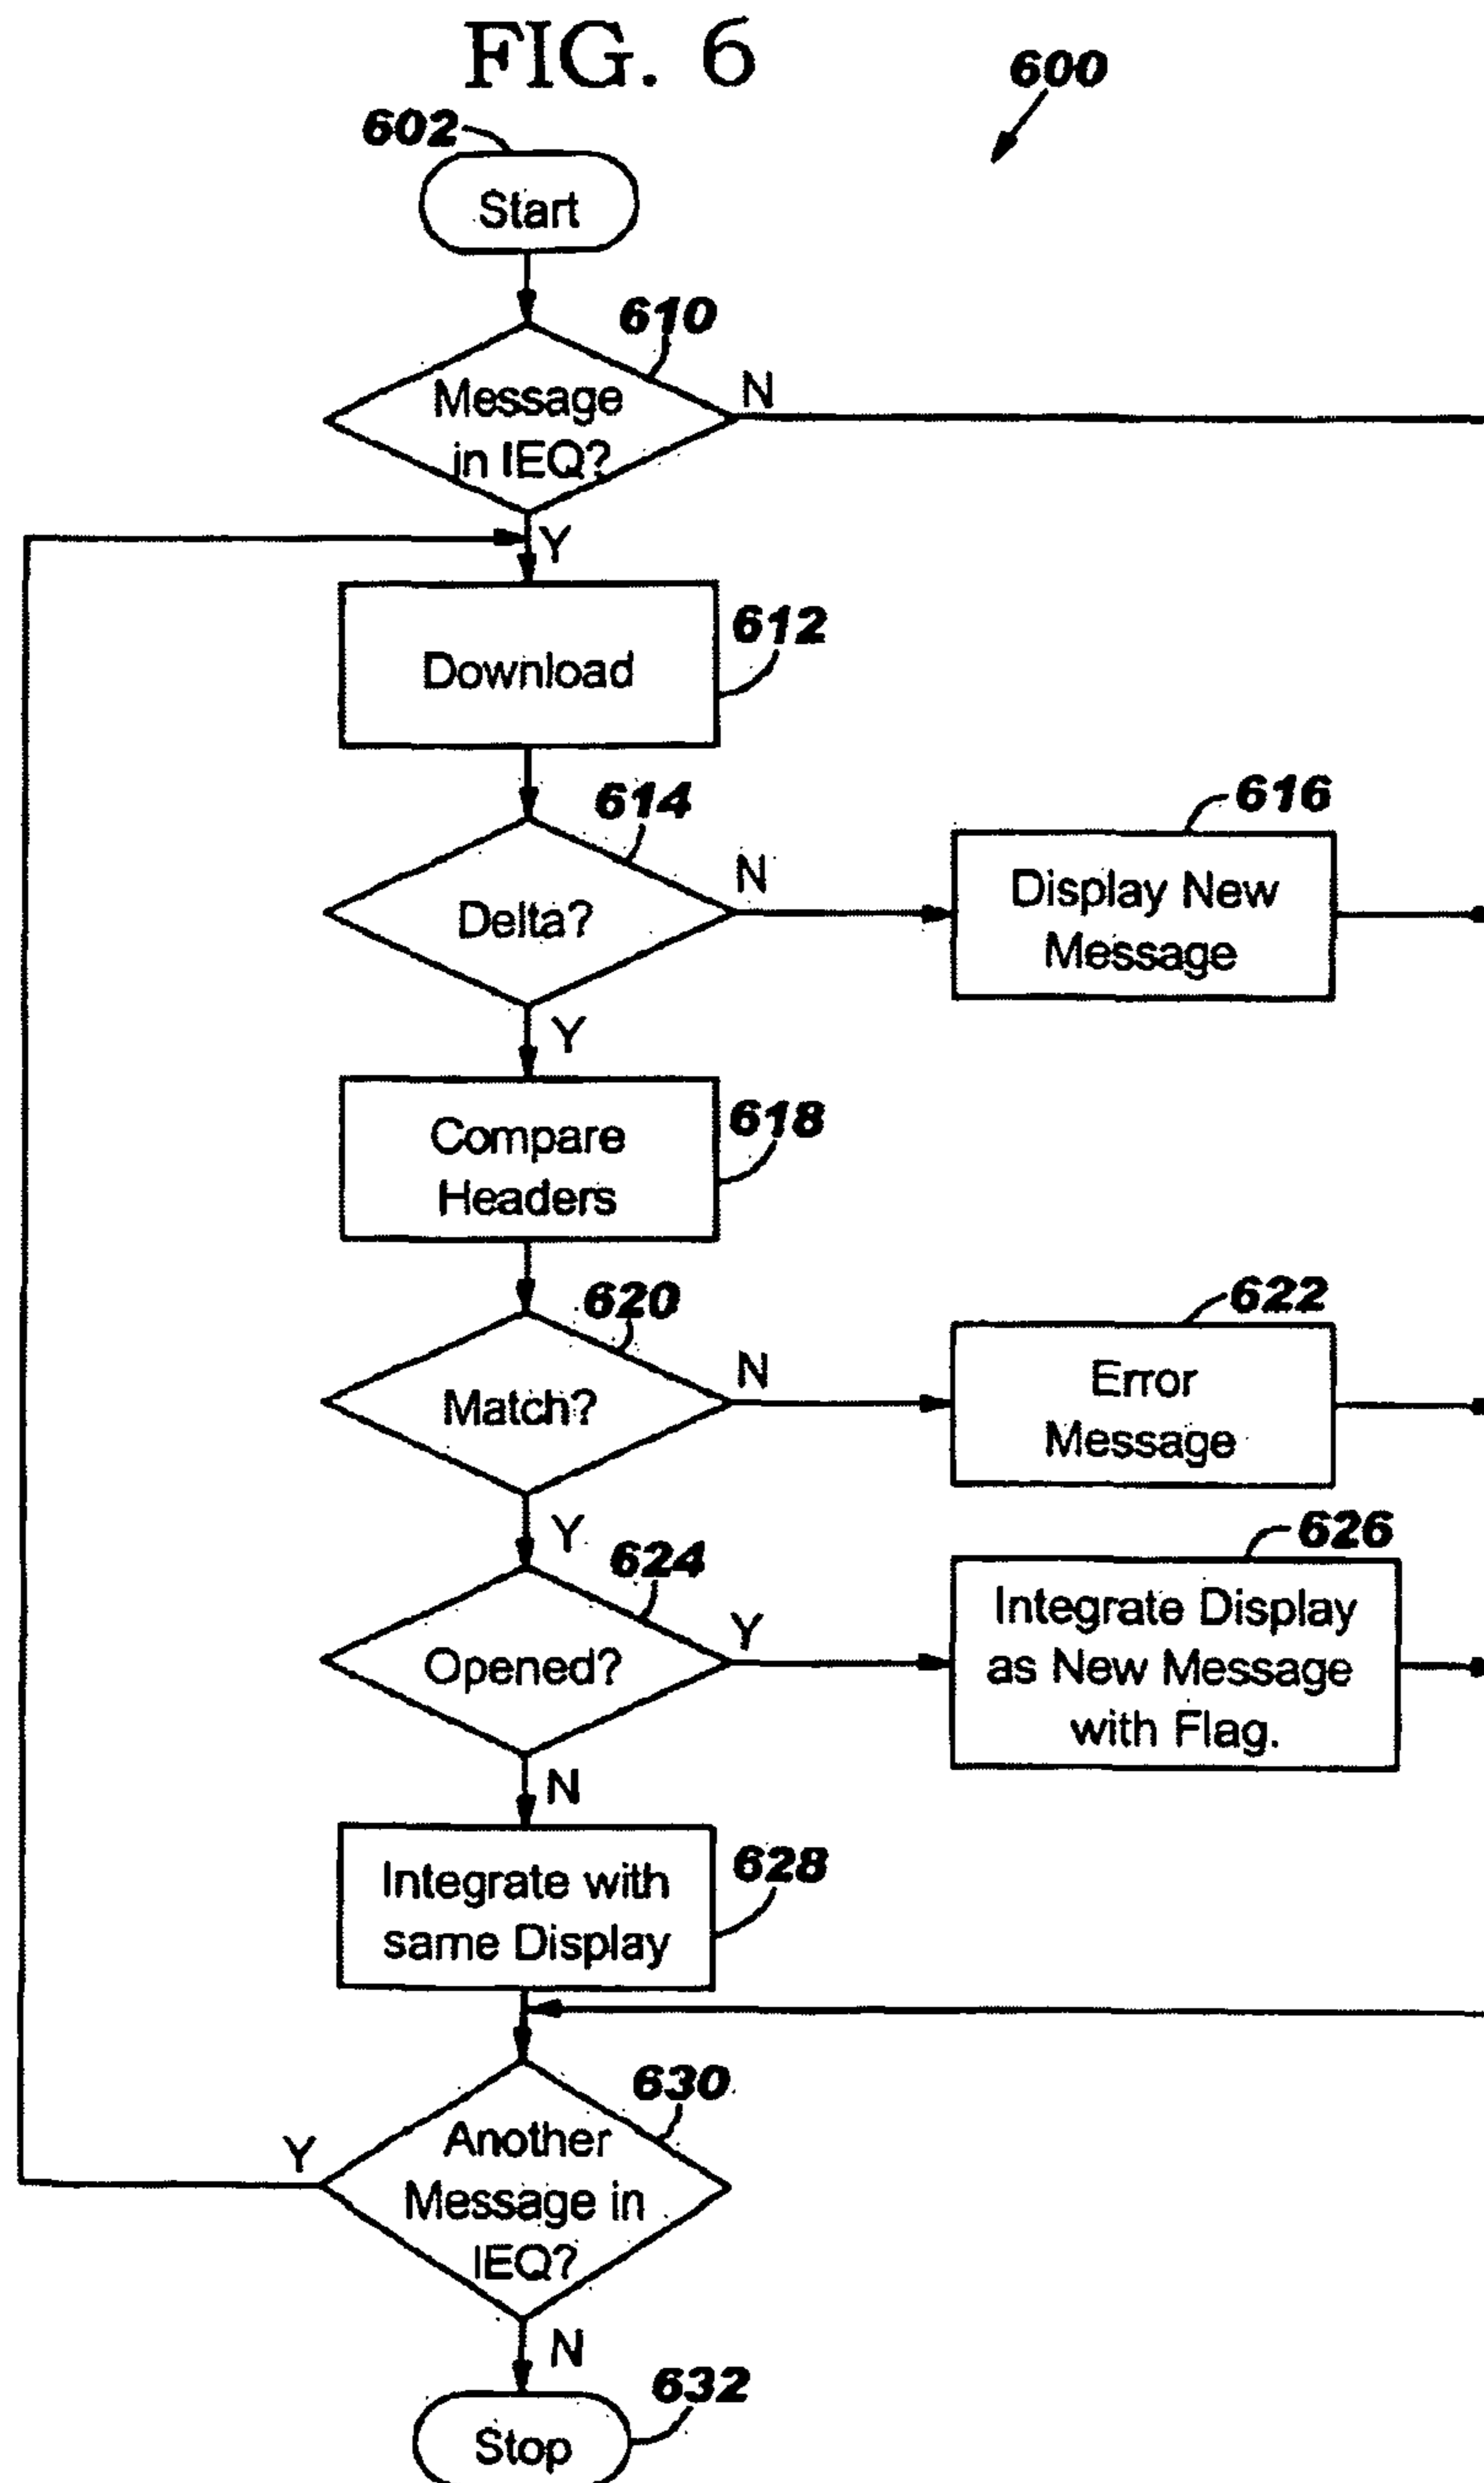 FIG. 6
600
602
Start
610
Message
in IEQ?
N
Y
Download
612
614
Delta?
N
616
Display New
Message
Y
Compare
Headers
618
620
Match?
N
622
Error
Message
Y
624
Opened?
Y
626
Integrate Display
as New Message
with Flag.
N
Integrate with
same Display
628
630
Another
Message in
IEQ?
Y
N
632
Stop